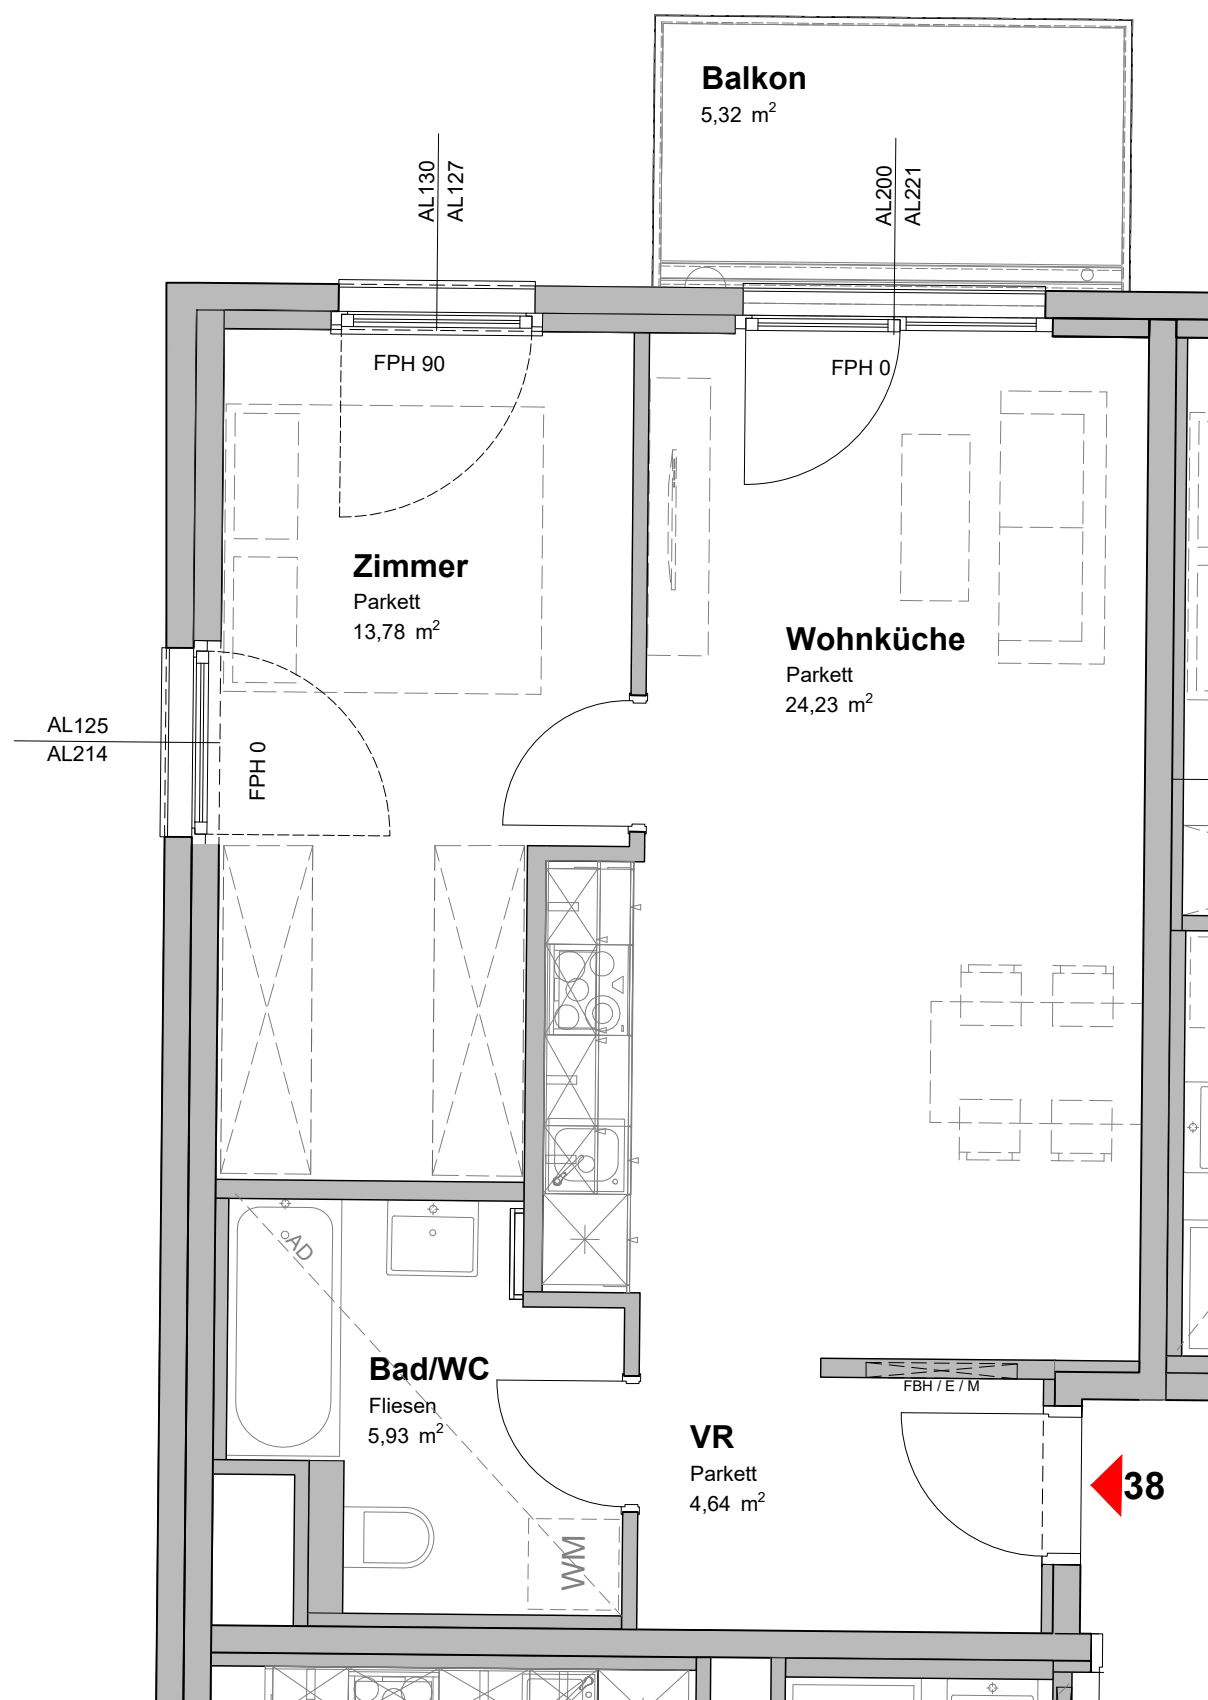 Balkon
5,32 m²
AL130
AL127
AL200
AL221
FPH 90
FPH 0
Zimmer
Parkett
13,78 m²
Wohnküche
Parkett
24,23 m²
AL125
AL214
FPH 0
AD
Bad/WC
Fliesen
5,93 m²
FBH / E / M
VR
Parkett
4,64 m²
38
WM